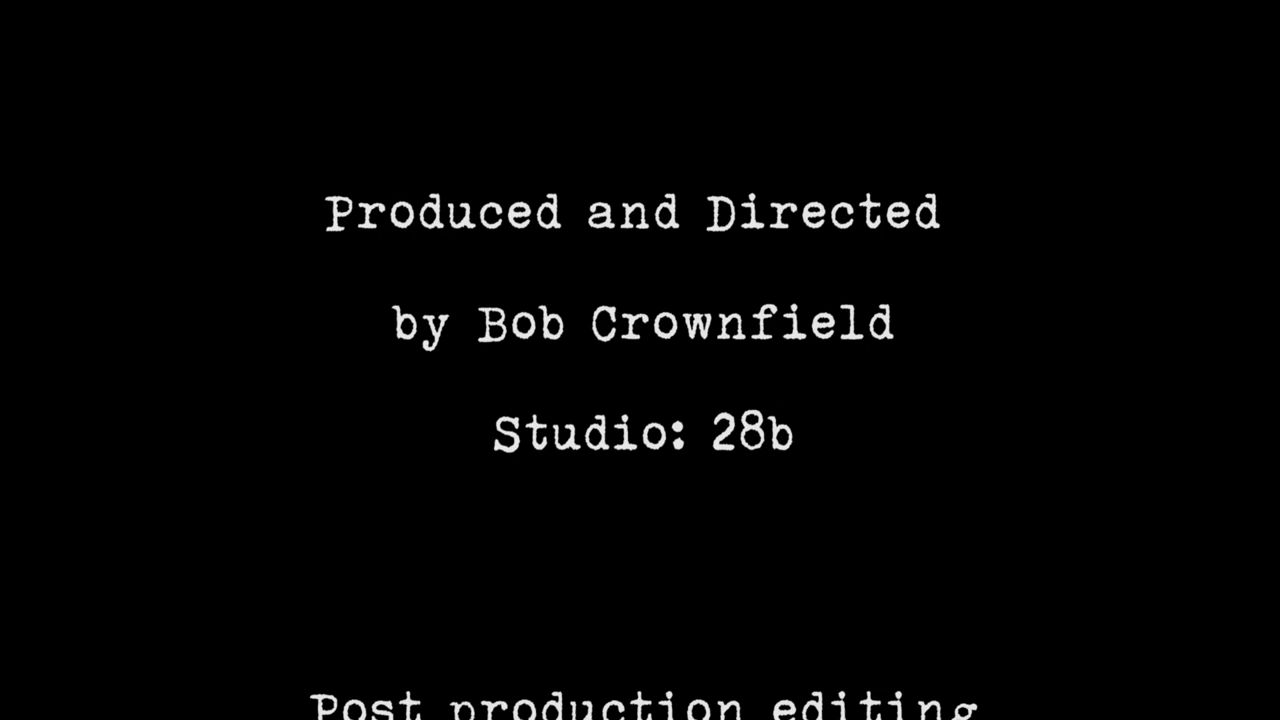 Produced and Directed
by Bob Crownfield
Studio: 28b
Post production editing